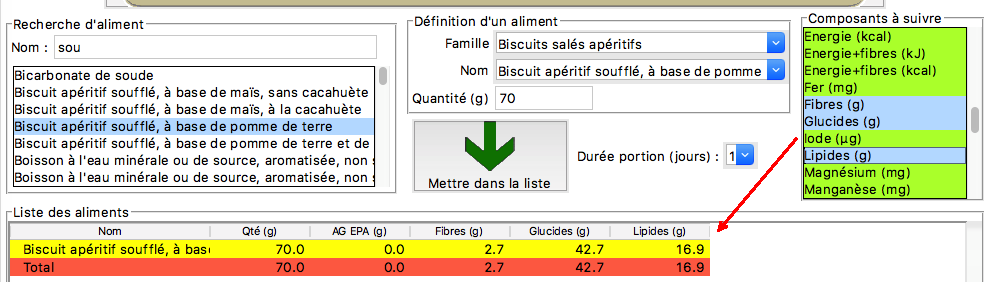 Recherche d'aliment
Nom : sou
Bicarbonate de soude
Biscuit apéritif soufflé, à base de maïs, sans cacahuète
Biscuit apéritif soufflé, à base de maïs, à la cacahuète
Biscuit apéritif soufflé, à base de pomme de terre
Biscuit apéritif soufflé, à base de pomme de terre et de
Boisson à l'eau minérale ou de source, aromatisée, non
Boisson à l'eau minérale ou de source, aromatisée, non
Définition d'un aliment
Famille Biscuits salés apéritifs
Nom Biscuit apéritif soufflé, à base de pomme
Quantité (g) 70
Mettre dans la liste
Durée portion (jours) : 1
Composants à suivre
Energie (kcal)
Energie+fibres (kJ)
Energie+fibres (kcal)
Fer (mg)
Fibres (g)
Glucides (g)
Iode (µg)
Lipides (g)
Magnésium (mg)
Manganèse (mg)
Liste des aliments
Nom Qté (g) AG EPA (g) Fibres (g) Glucides (g) Lipides (g)
Biscuit apéritif soufflé, à bas 70.0 0.0 2.7 42.7 16.9
Total 70.0 0.0 2.7 42.7 16.9